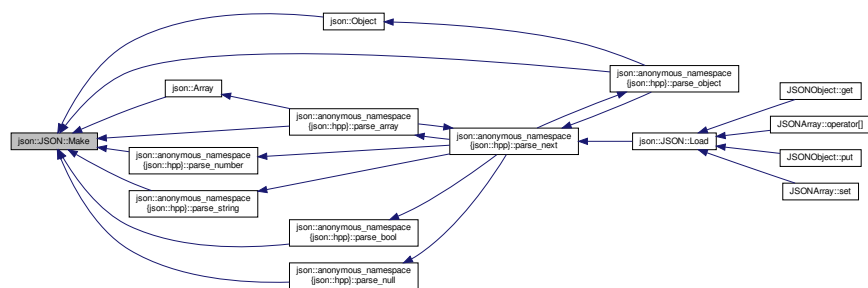 json::Object
json::anonymous_namespace
{json::hpp}::parse_object
json::Array
JSONObject::get
json::anonymous_namespace
{json::hpp}::parse_array
JSONArray::operator[]
json::JSON::Make
json::anonymous_namespace
{json::hpp}::parse_next
json::JSON::Load
json::anonymous_namespace
{json::hpp}::parse_number
JSONObject::put
json::anonymous_namespace
{json::hpp}::parse_string
JSONArray::set
json::anonymous_namespace
{json::hpp}::parse_bool
json::anonymous_namespace
{json::hpp}::parse_null